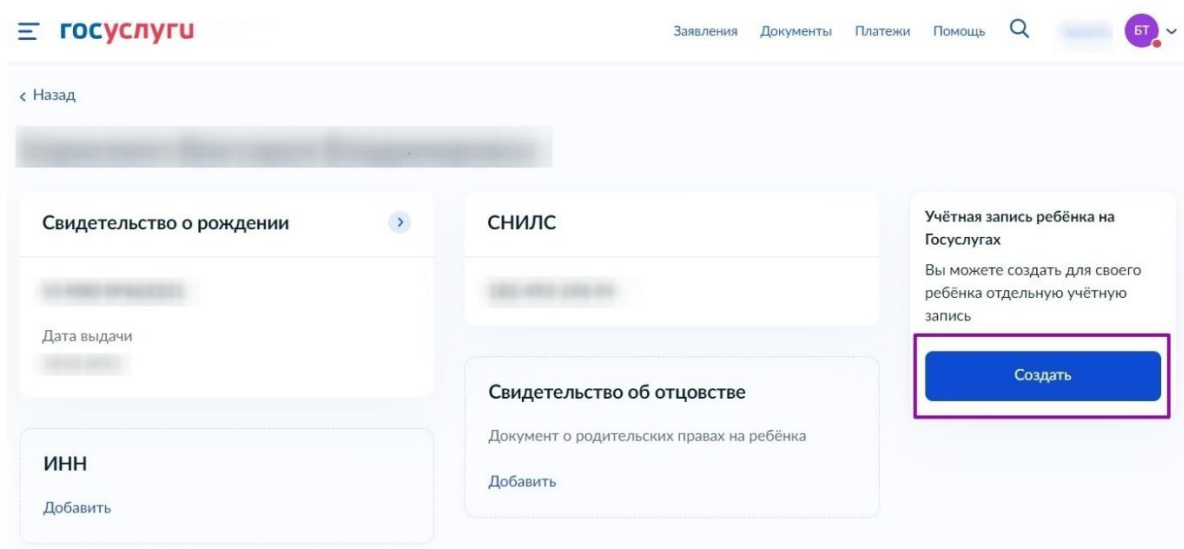 госуслуги
Заявления Документы Платежи Помощь БТ
Назад
Свидетельство о рождении
Дата выдачи
ИНН
Добавить
СНИЛС
Свидетельство об отцовстве
Документ о родительских правах на ребёнка
Добавить
Учётная запись ребёнка на
Госуслугах
Вы можете создать для своего
ребёнка отдельную учётную
запись
Создать